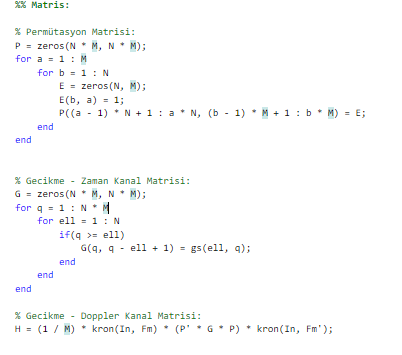 %% Matris:
% Permütasyon Matrisi:
P = zeros(N * M, N * M);
for a = 1 : M
for b = 1 : N
E = zeros(N, M);
E(b, a) = 1;
P((a - 1) * N + 1 : a * N, (b - 1) * M + 1 : b * M) = E;
end
end
% Gecikme - Zaman Kanal Matrisi:
G = zeros(N * M, N * M);
for q = 1 : N * M
for ell = 1 : N
if(q >= ell)
G(q, q - ell + 1) = gs(ell, q);
end
end
end
% Gecikme - Doppler Kanal Matrisi:
H = (1 / M) * kron(In, Fm) * (P' * G * P) * kron(In, Fm');